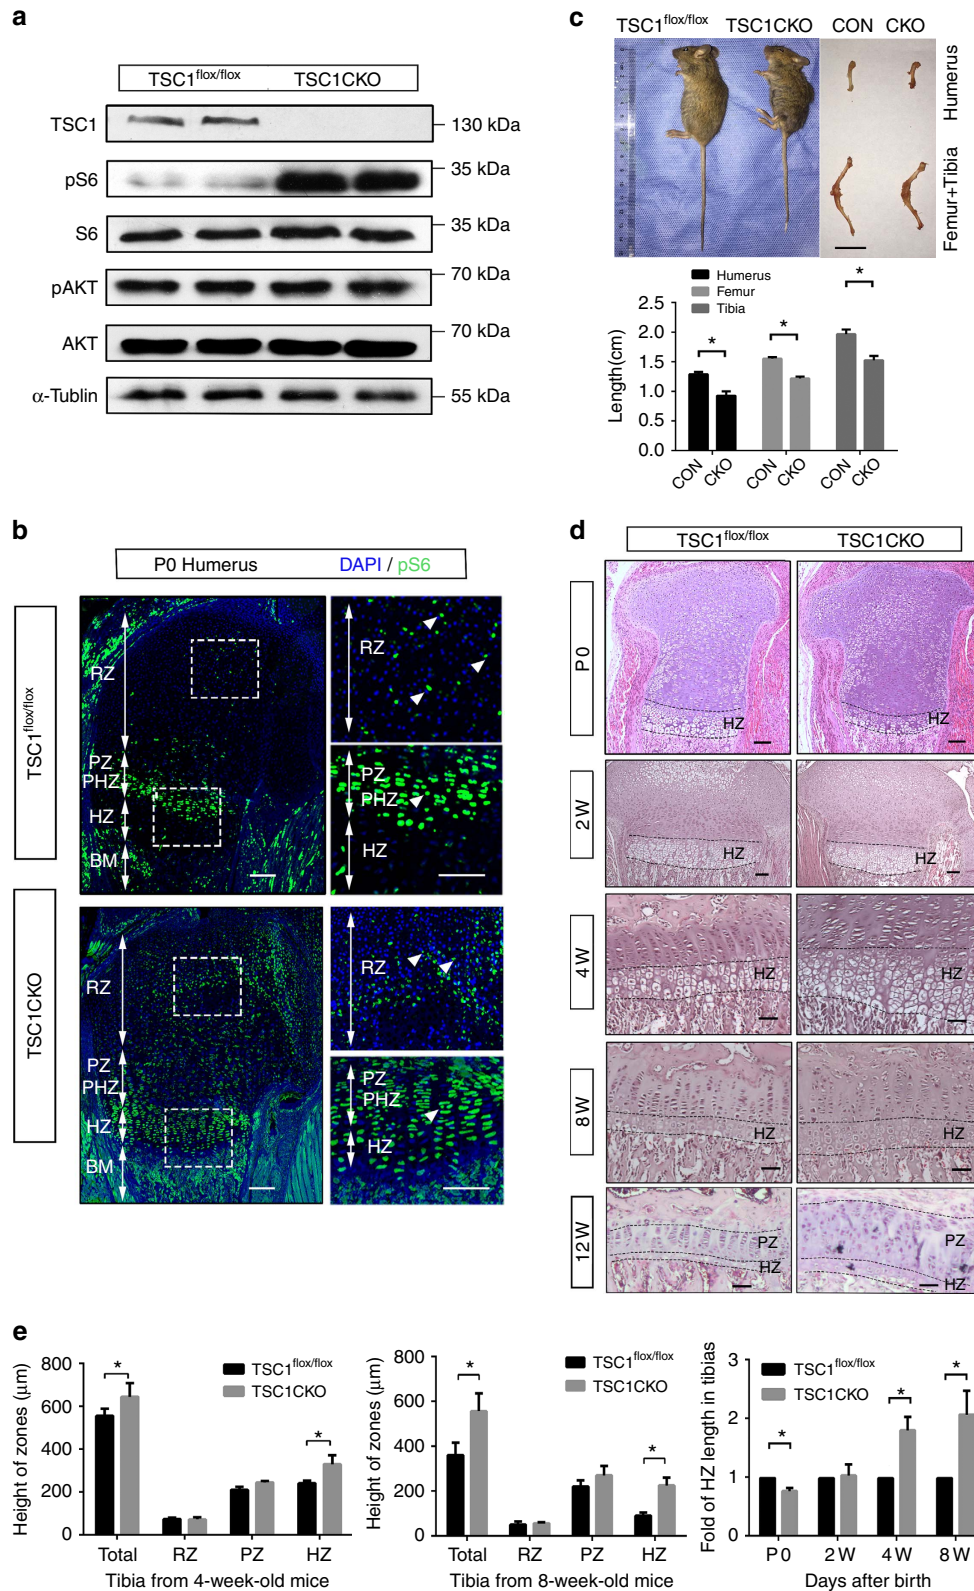 a
TSC1flox/flox TSC1CKO
TSC1 130 kDa
pS6 35 kDa
S6 35 kDa
pAKT 70 kDa
AKT 70 kDa
α-Tublin 55 kDa
c
TSC1flox/flox TSC1CKO CON CKO
Humerus
Femur+Tibia
Humerus
Femur
Tibia
Length(cm)
2.5
2.0
1.5
1.0
0.5
0.0
* * *
CON CKO CON CKO CON CKO
b
P0 Humerus DAPI / pS6
TSC1flox/flox
RZ
PZ
PHZ
HZ
BM
RZ
PZ
PHZ
HZ
TSC1CKO
RZ
PZ
PHZ
HZ
BM
RZ
PZ
PHZ
HZ
d
TSC1flox/flox TSC1CKO
P0
HZ HZ
2W
HZ HZ
4W
HZ HZ
8W
HZ HZ
12W
PZ PZ
HZ HZ
e
Height of zones (μm)
800
600
400
200
0
TSC1flox/flox
TSC1CKO
* *
Total RZ PZ HZ
Tibia from 4-week-old mice
Height of zones (μm)
800
600
400
200
0
TSC1flox/flox
TSC1CKO
* *
Total RZ PZ HZ
Tibia from 8-week-old mice
Fold of HZ length in tibias
3
2
1
0
TSC1flox/flox
TSC1CKO
* * *
P0 2W 4W 8W
Days after birth